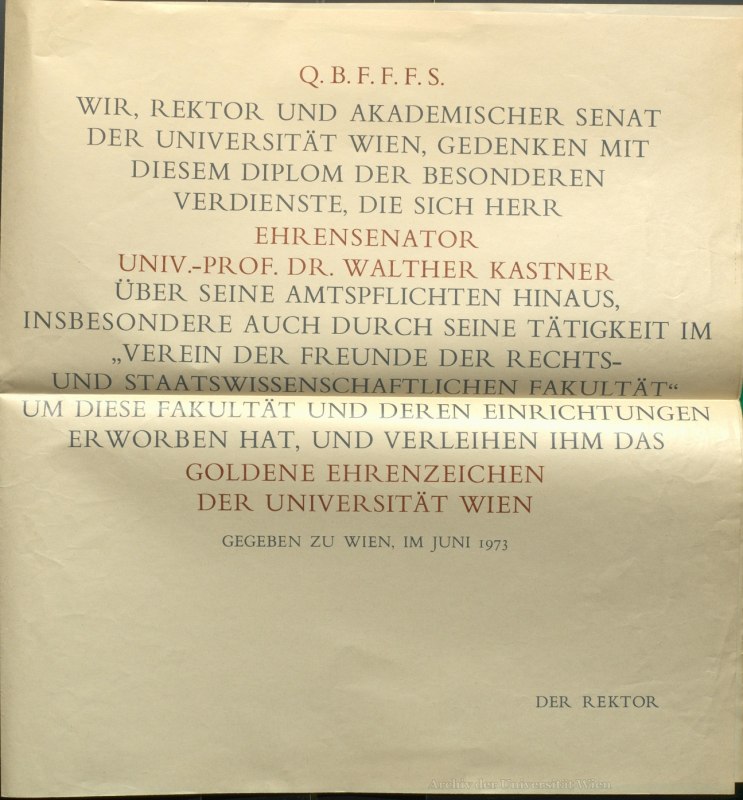 Q. B. F. F. F. S.
WIR, REKTOR UND AKADEMISCHER SENAT
DER UNIVERSITÄT WIEN, GEDENKEN MIT
DIESEM DIPLOM DER BESONDEREN
VERDIENSTE, DIE SICH HERR
EHRENSENATOR
UNIV.-PROF. DR. WALTHER KASTNER
ÜBER SEINE AMTSPFLICHTEN HINAUS,
INSBESONDERE AUCH DURCH SEINE TÄTIGKEIT IM
„VEREIN DER FREUNDE DER RECHTS-
UND STAATSWISSENSCHAFTLICHEN FAKULTÄT“
UM DIESE FAKULTÄT UND DEREN EINRICHTUNGEN
ERWORBEN HAT, UND VERLEIHEN IHM DAS
GOLDENE EHRENZEICHEN
DER UNIVERSITÄT WIEN
GEGEBEN ZU WIEN, IM JUNI 1973
DER REKTOR
Archiv der Universität Wien